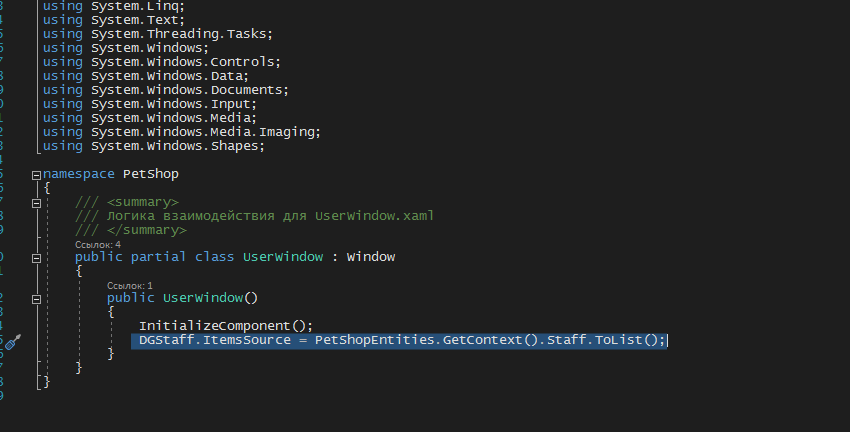 using System.Linq;
using System.Text;
using System.Threading.Tasks;
using System.Windows;
using System.Windows.Controls;
using System.Windows.Data;
using System.Windows.Documents;
using System.Windows.Input;
using System.Windows.Media;
using System.Windows.Media.Imaging;
using System.Windows.Shapes;
namespace PetShop
{
/// <summary>
/// Логика взаимодействия для UserWindow.xaml
/// </summary>
Ссылок: 4
public partial class UserWindow : Window
{
Ссылок: 1
public UserWindow()
{
InitializeComponent();
DGStaff.ItemsSource = PetShopEntities.GetContext().Staff.ToList();
}
}
}